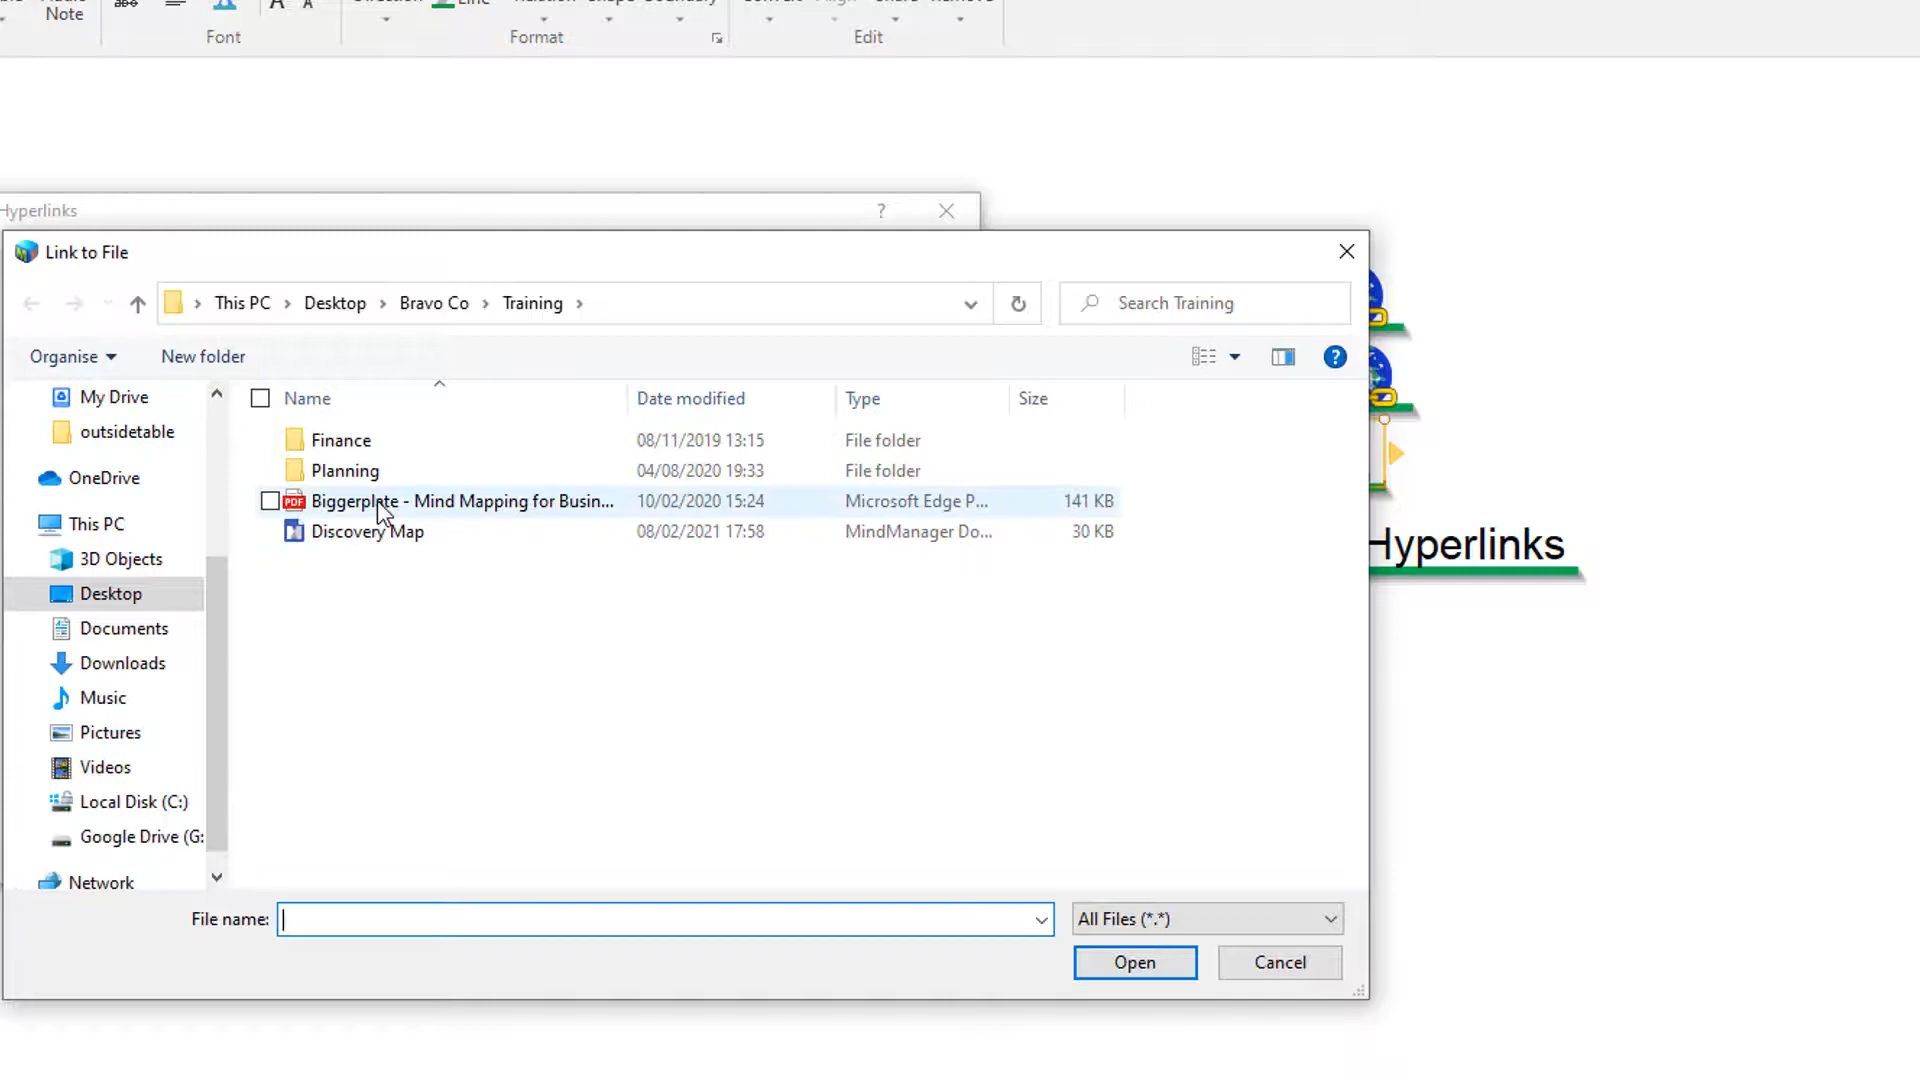 Note
Font
Format
Edit
Hyperlinks
?
Link to File
This PC > Desktop > Bravo Co > Training >
Search Training
Organise
New folder
?
My Drive
outsidetable
OneDrive
This PC
3D Objects
Desktop
Documents
Downloads
Music
Pictures
Videos
Local Disk (C:)
Google Drive (G:
Network
Name Date modified Type Size
Finance 08/11/2019 13:15 File folder
Planning 04/08/2020 19:33 File folder
PDF Biggerplate - Mind Mapping for Busin... 10/02/2020 15:24 Microsoft Edge P... 141 KB
Discovery Map 08/02/2021 17:58 MindManager Do... 30 KB
Hyperlinks
File name:
All Files (*.*)
Open
Cancel